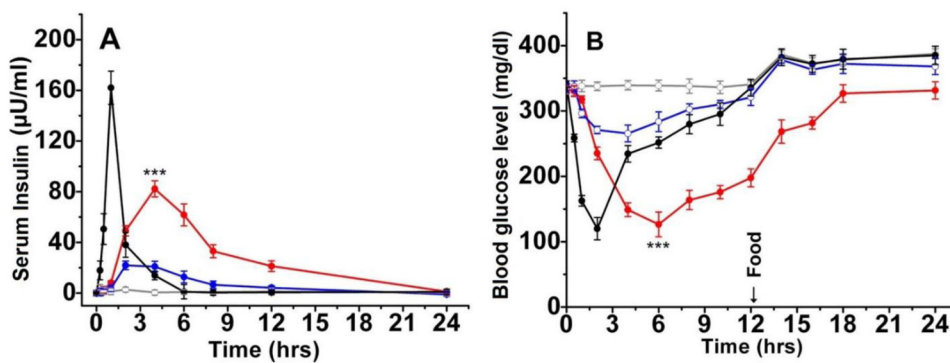 A
Serum Insulin (µU/ml)
200
160
120
80
40
0
***
0 3 6 9 12 15 18 21 24
Time (hrs)
B
Blood glucose level (mg/dl)
400
300
200
100
0
***
Food
0 3 6 9 12 15 18 21 24
Time (hrs)